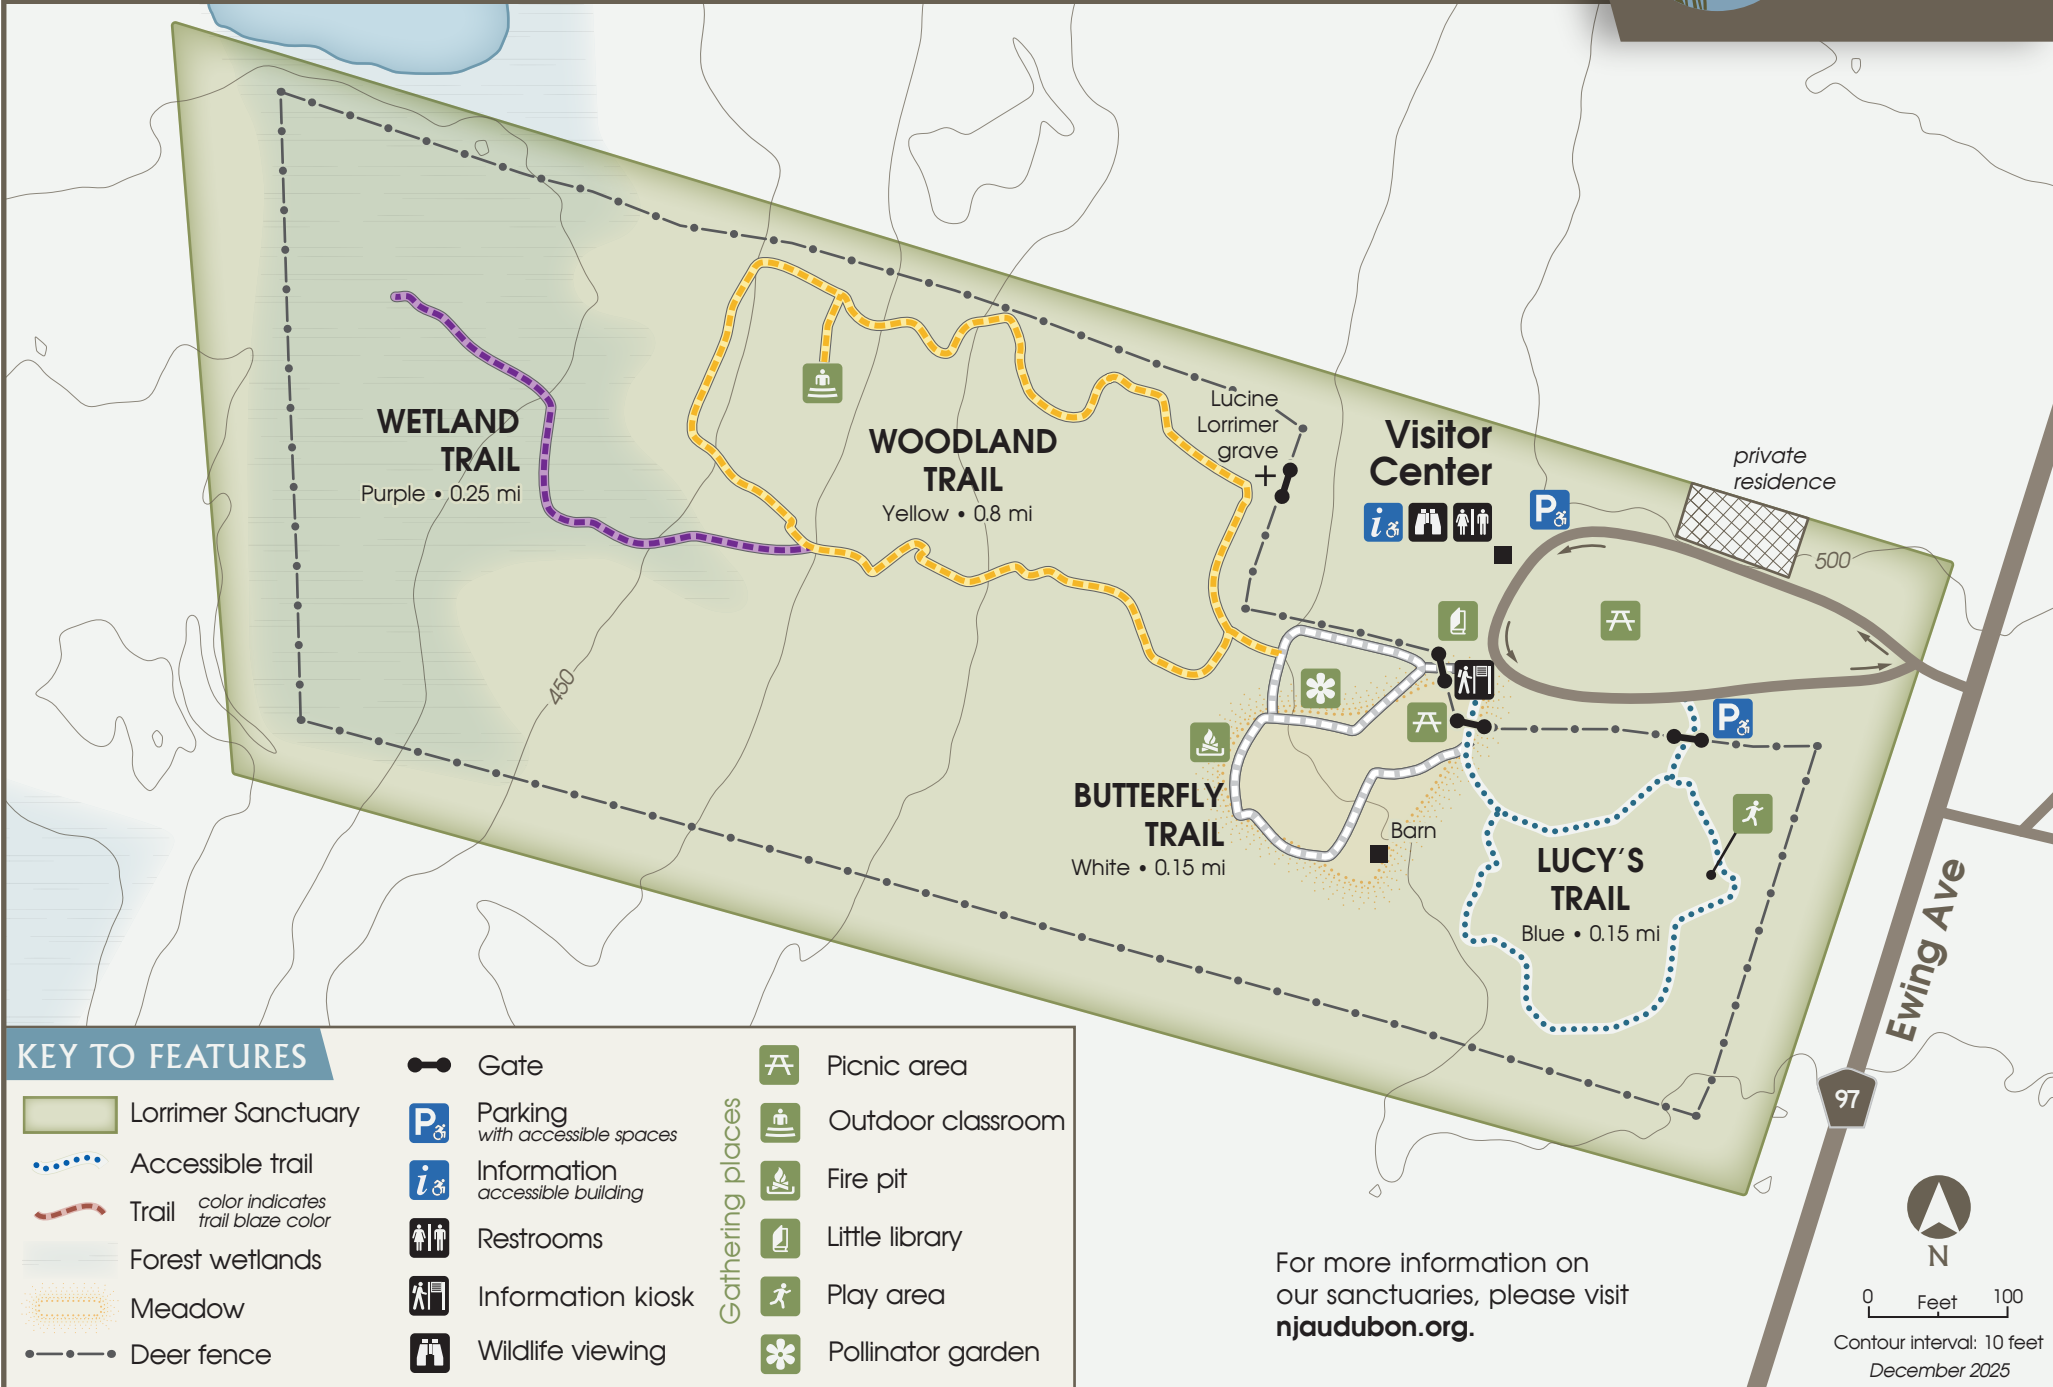 Lucine
Lorrimer
grave
Visitor
Center
private
residence
500
WETLAND
TRAIL
Purple • 0.25 mi
WOODLAND
TRAIL
Yellow • 0.8 mi
450
BUTTERFLY
TRAIL
White • 0.15 mi
Barn
LUCY'S
TRAIL
Blue • 0.15 mi
Ewing Ave
97
KEY TO FEATURES
Lorrimer Sanctuary
Accessible trail
Trail color indicates
trail blaze color
Forest wetlands
Meadow
Deer fence
Gate
Parking
with accessible spaces
Information
accessible building
Restrooms
Information kiosk
Wildlife viewing
Gathering places
Picnic area
Outdoor classroom
Fire pit
Little library
Play area
Pollinator garden
For more information on
our sanctuaries, please visit
njaudubon.org.
N
0 Feet 100
Contour interval: 10 feet
December 2025